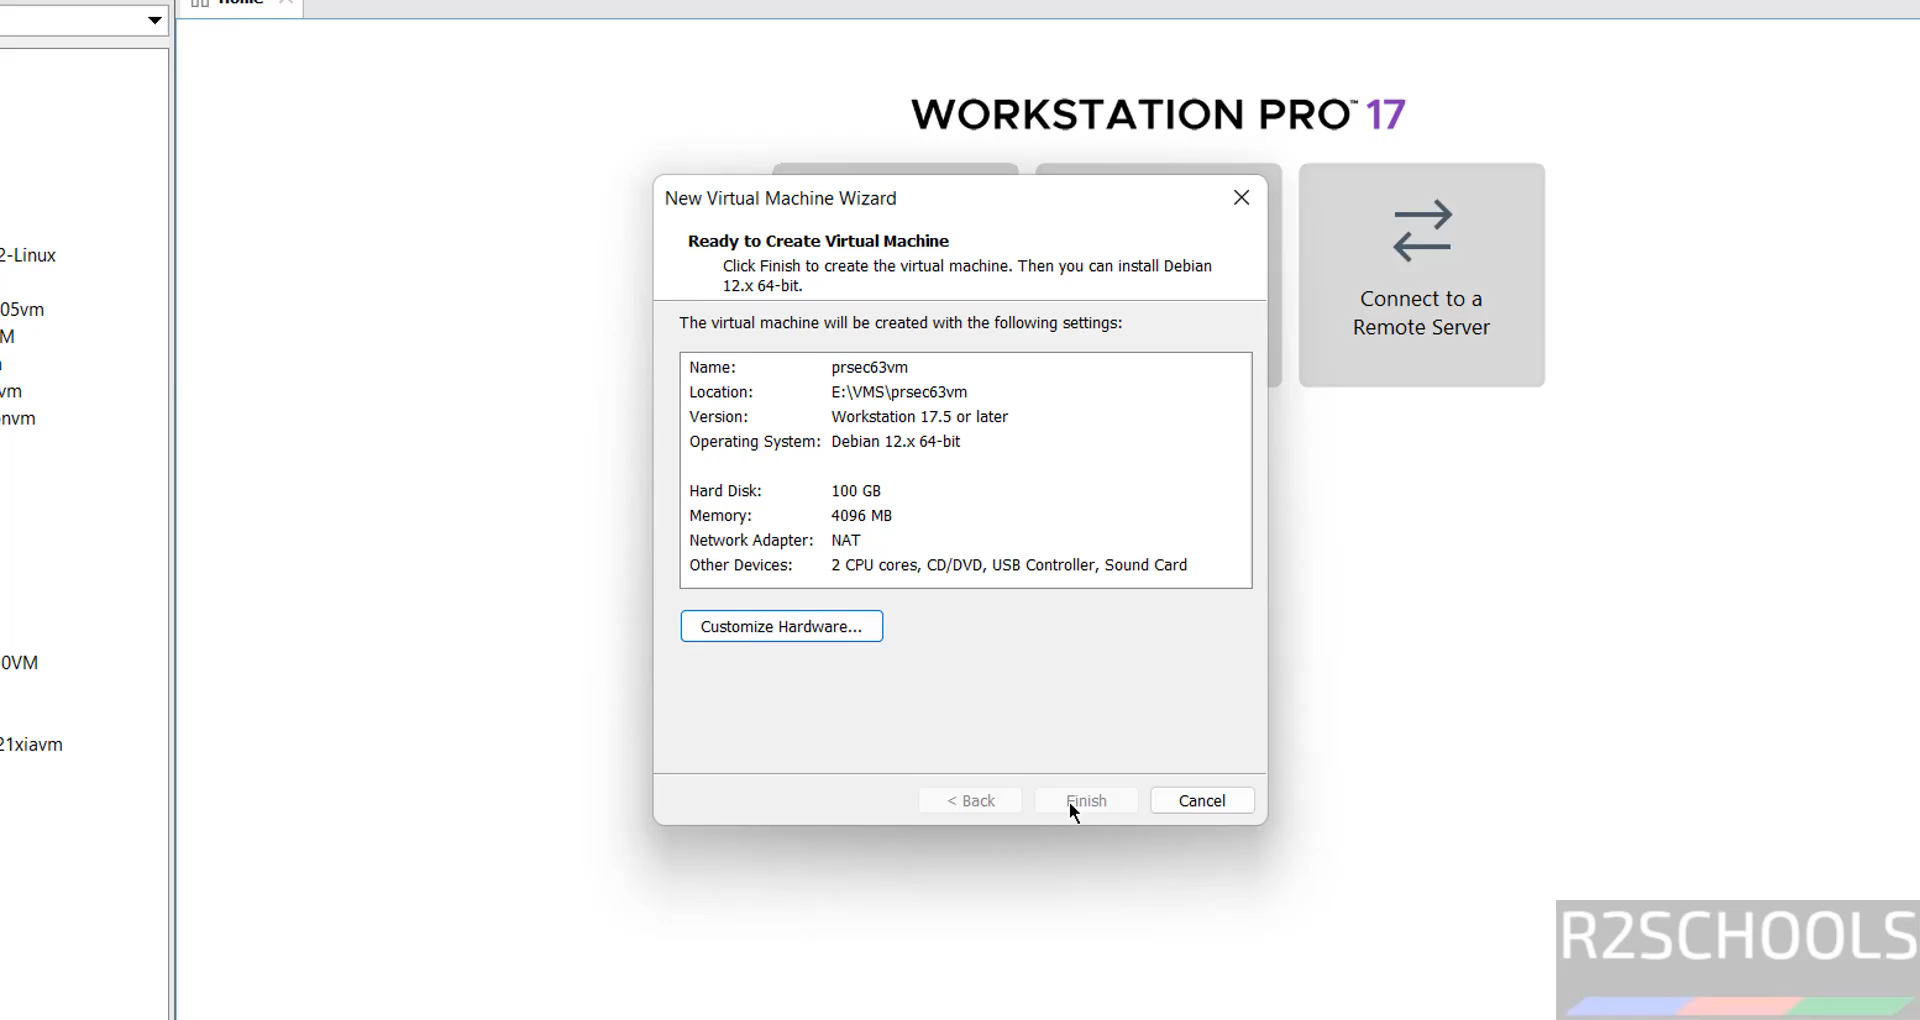 Home
WORKSTATION PRO™ 17
2-Linux
05vm
M
vm
onvm
0VM
21xiavm
New Virtual Machine Wizard
Ready to Create Virtual Machine
Click Finish to create the virtual machine. Then you can install Debian
12.x 64-bit.
The virtual machine will be created with the following settings:
Name: prsec63vm
Location: E:\VMS\prsec63vm
Version: Workstation 17.5 or later
Operating System: Debian 12.x 64-bit
Hard Disk: 100 GB
Memory: 4096 MB
Network Adapter: NAT
Other Devices: 2 CPU cores, CD/DVD, USB Controller, Sound Card
Customize Hardware...
< Back
Finish
Cancel
Connect to a
Remote Server
R2SCHOOLS